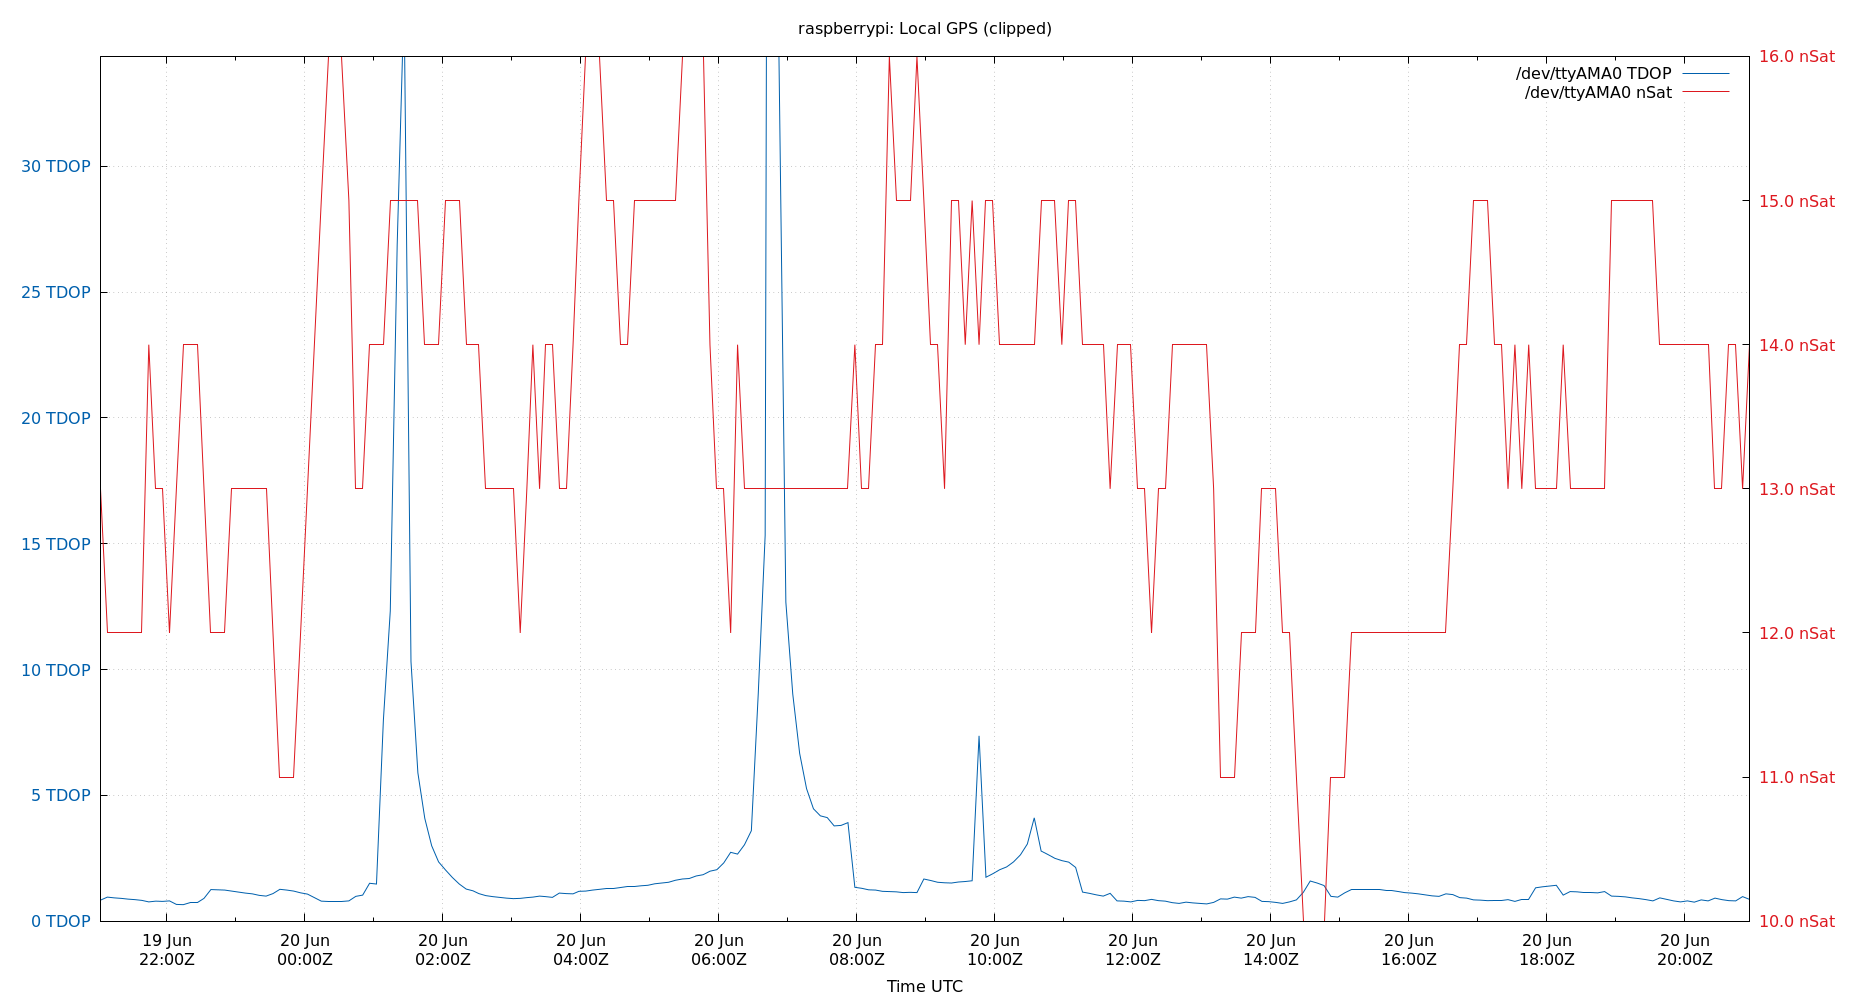 raspberrypi: Local GPS (clipped)
/dev/ttyAMA0 TDOP
/dev/ttyAMA0 nSat
30 TDOP
25 TDOP
20 TDOP
15 TDOP
10 TDOP
5 TDOP
0 TDOP
16.0 nSat
15.0 nSat
14.0 nSat
13.0 nSat
12.0 nSat
11.0 nSat
10.0 nSat
19 Jun 22:00Z
20 Jun 00:00Z
20 Jun 02:00Z
20 Jun 04:00Z
20 Jun 06:00Z
20 Jun 08:00Z
20 Jun 10:00Z
20 Jun 12:00Z
20 Jun 14:00Z
20 Jun 16:00Z
20 Jun 18:00Z
20 Jun 20:00Z
Time UTC